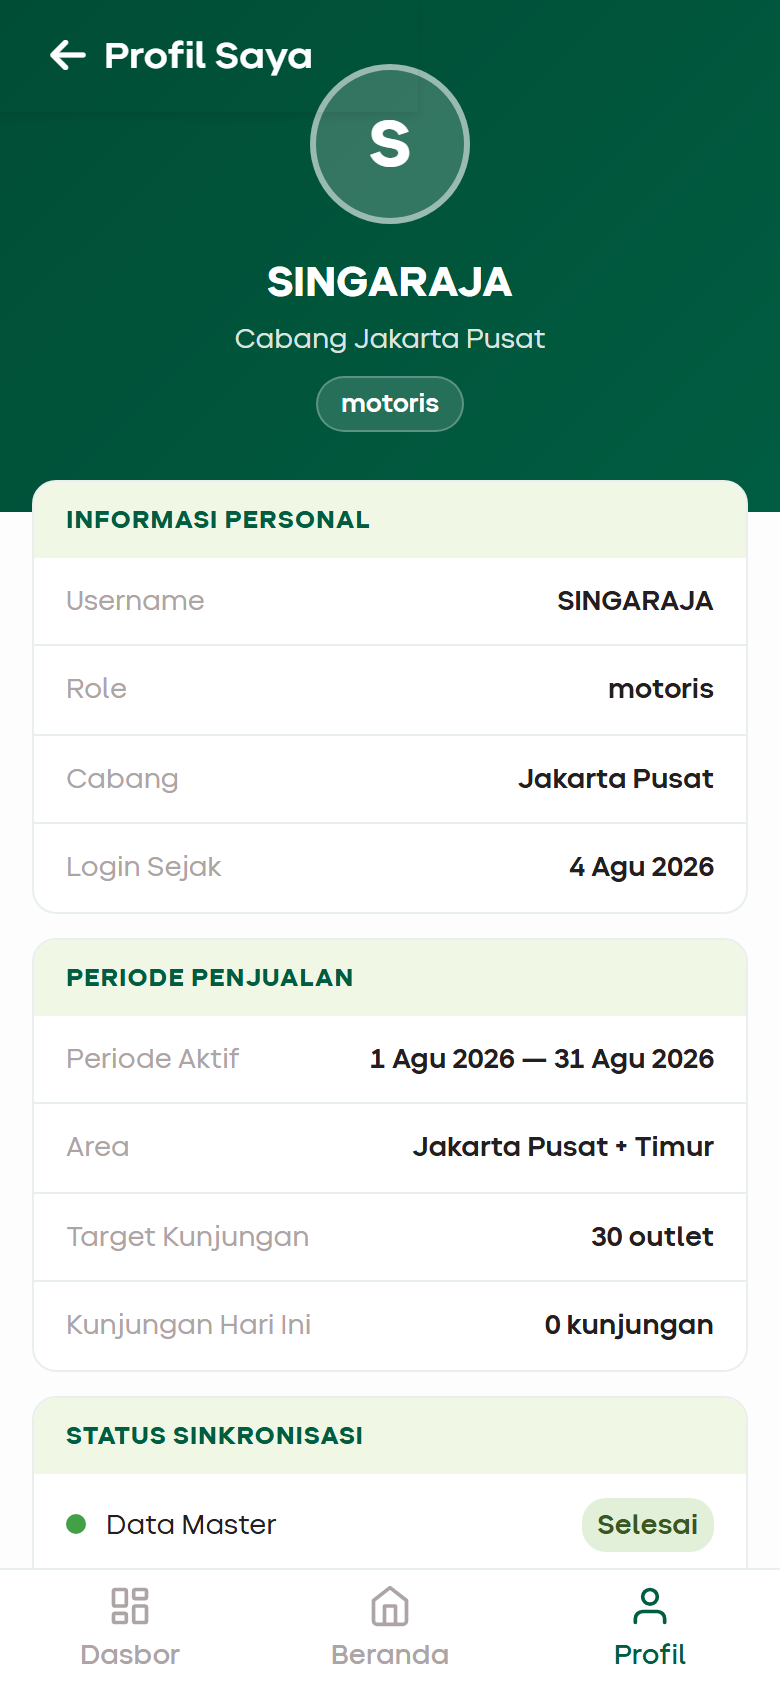 Profil Saya
S
SINGARAJA
Cabang Jakarta Pusat
motoris
INFORMASI PERSONAL
Username SINGARAJA
Role motoris
Cabang Jakarta Pusat
Login Sejak 4 Agu 2026
PERIODE PENJUALAN
Periode Aktif 1 Agu 2026 — 31 Agu 2026
Area Jakarta Pusat + Timur
Target Kunjungan 30 outlet
Kunjungan Hari Ini 0 kunjungan
STATUS SINKRONISASI
Data Master Selesai
Dasbor Beranda Profil